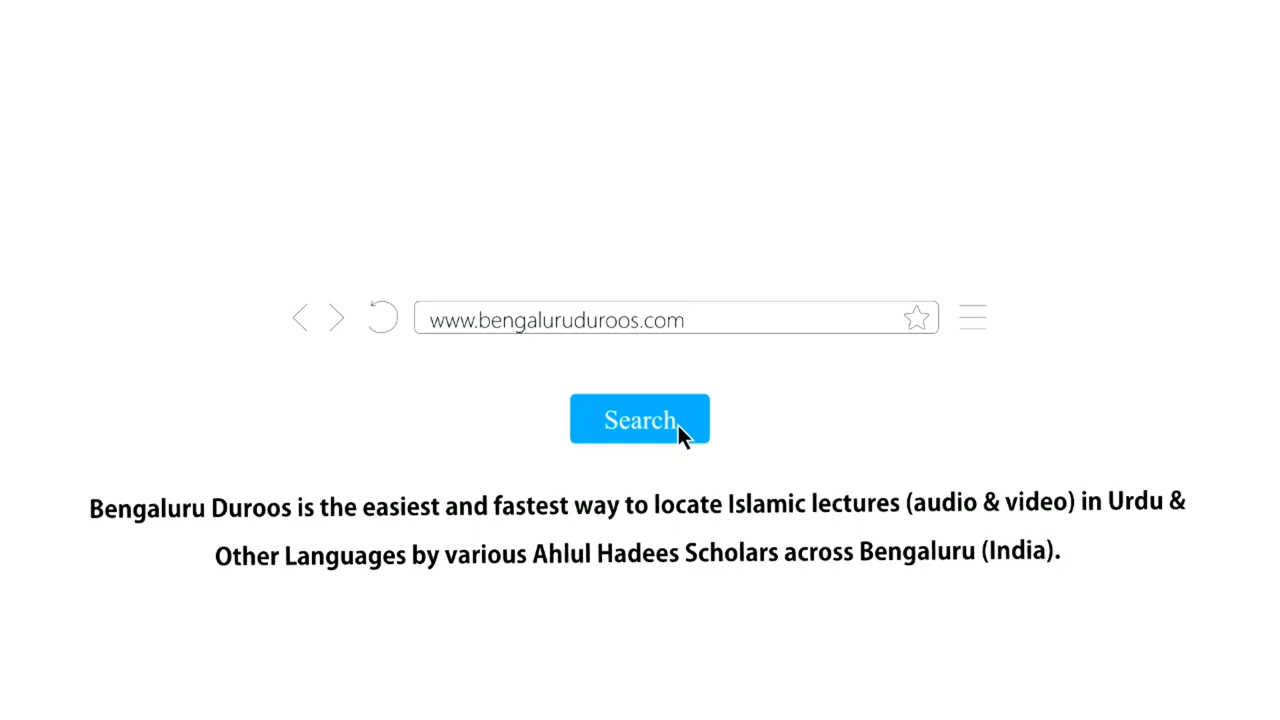 www.bengaluruduroos.com
Search
Bengaluru Duroos is the easiest and fastest way to locate Islamic lectures (audio & video) in Urdu &
Other Languages by various Ahlul Hadees Scholars across Bengaluru (India).